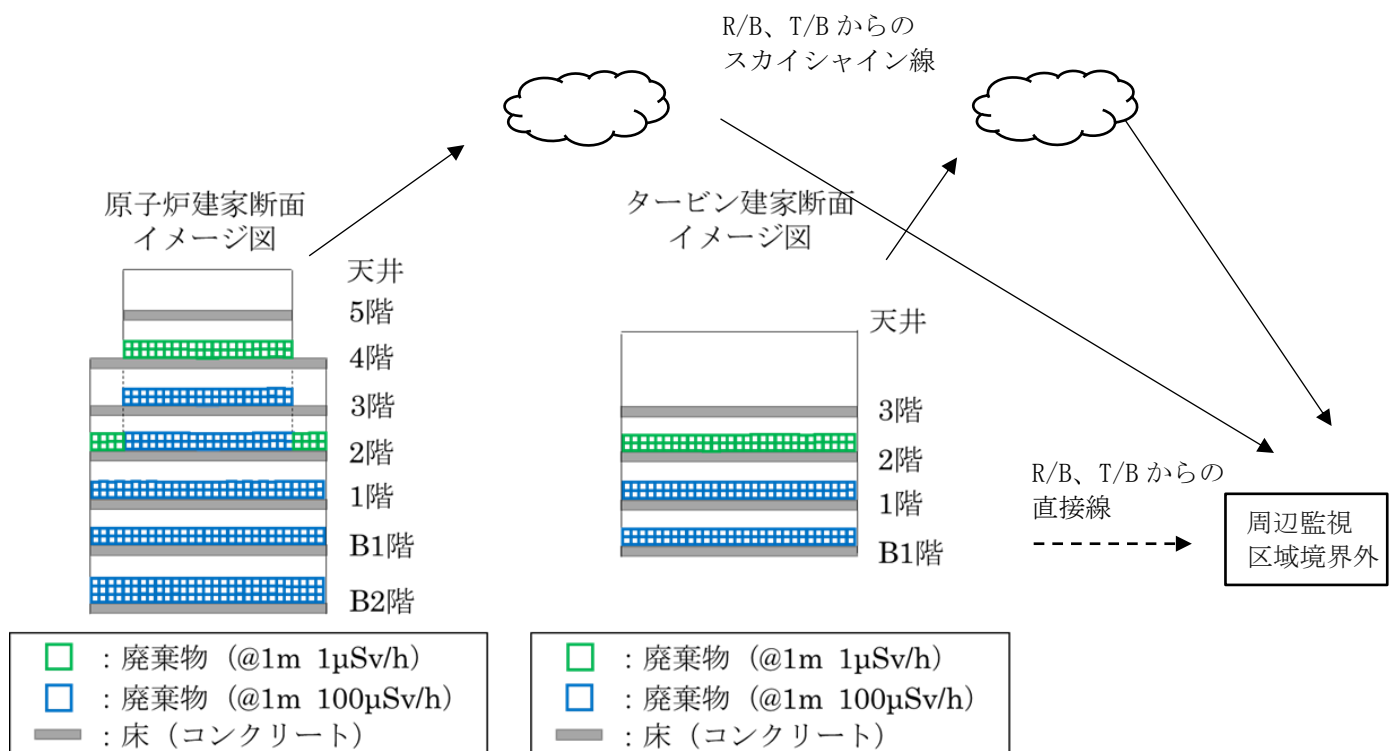 R/B、T/B からの
スカイシャイン線
原子炉建家断面
イメージ図
天井
5階
4階
3階
2階
1階
B1階
B2階
タービン建家断面
イメージ図
天井
3階
2階
1階
B1階
R/B、T/B からの
直接線
周辺監視
区域境界外
：廃棄物（@1m 1μSv/h）
：廃棄物（@1m 100μSv/h）
：床（コンクリート）
：廃棄物（@1m 1μSv/h）
：廃棄物（@1m 100μSv/h）
：床（コンクリート）